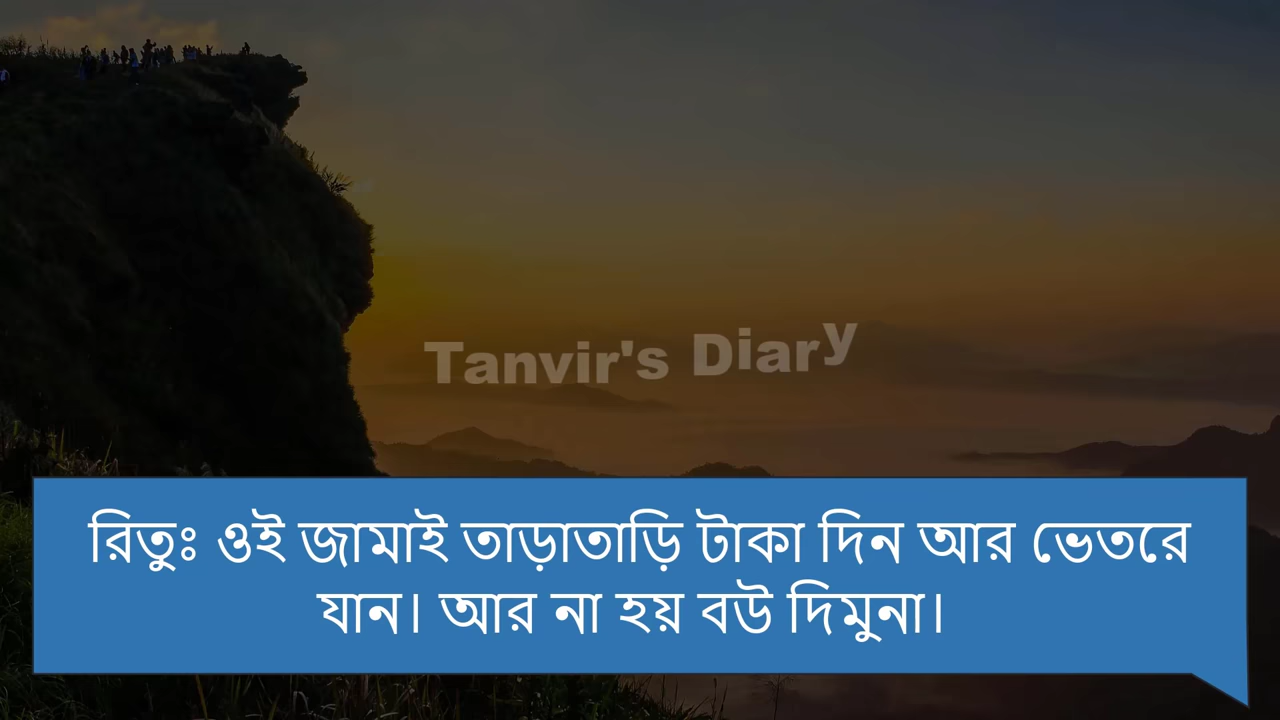 Tanvir's Diary
রিতুঃ ওই জামাই তাড়াতাড়ি টাকা দিন আর ভেতরে
যান। আর না হয় বউ দিমুনা।